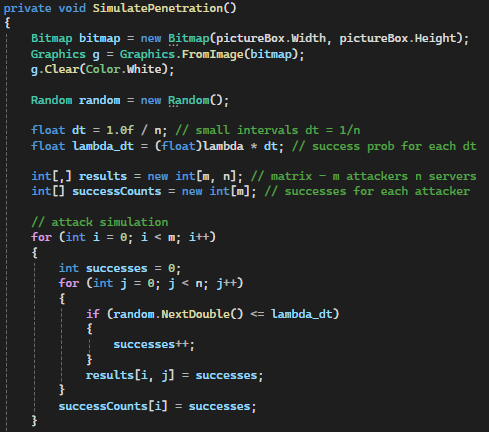 private void SimulatePenetration()
{
Bitmap bitmap = new Bitmap(pictureBox.Width, pictureBox.Height);
Graphics g = Graphics.FromImage(bitmap);
g.Clear(Color.White);
Random random = new Random();
float dt = 1.0f / n; // small intervals dt = 1/n
float lambda_dt = (float)lambda * dt; // success prob for each dt
int[,] results = new int[m, n]; // matrix - m attackers n servers
int[] successCounts = new int[m]; // successes for each attacker
// attack simulation
for (int i = 0; i < m; i++)
{
int successes = 0;
for (int j = 0; j < n; j++)
{
if (random.NextDouble() <= lambda_dt)
{
successes++;
}
results[i, j] = successes;
}
successCounts[i] = successes;
}